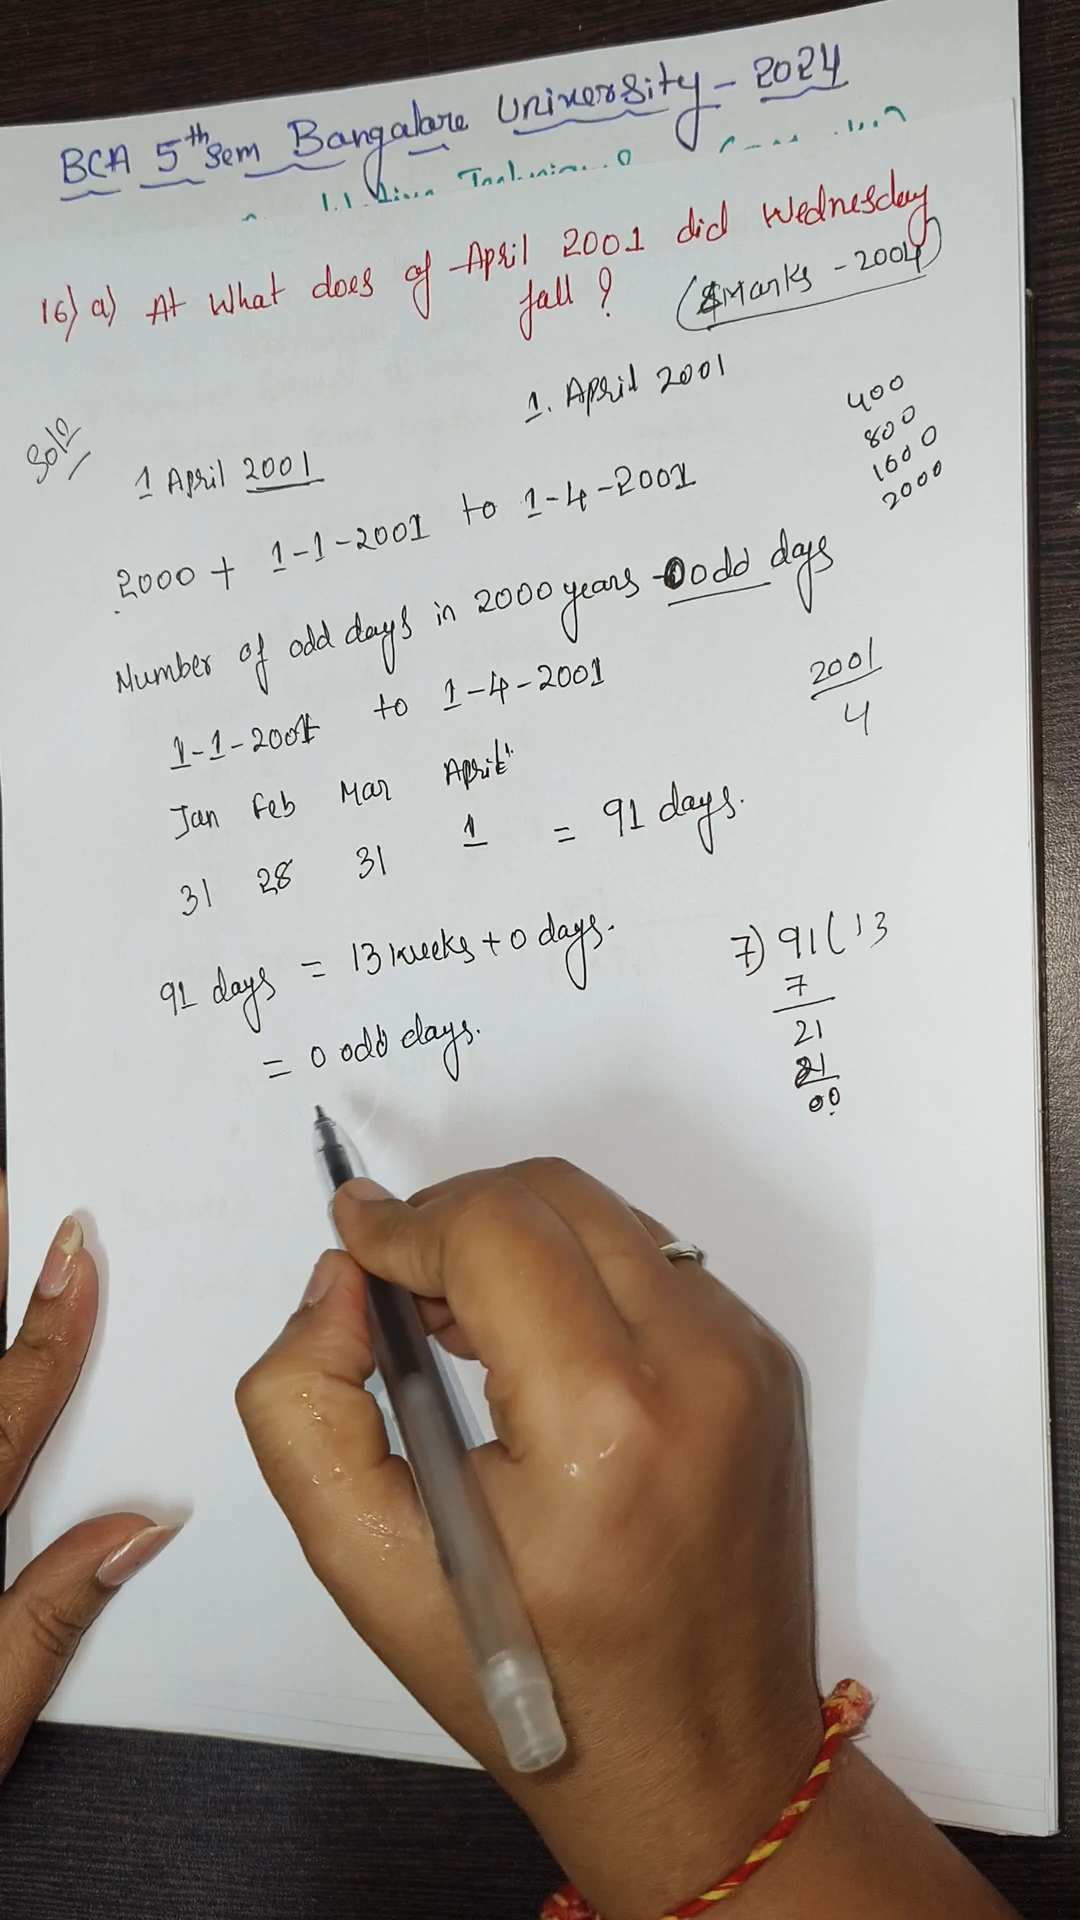 BCA 5th Sem Bangalore University - 2024
16) a) At What does of April 2001 did Wednesday
fall ? (8 Marks - 2004)
1. April 2001
Soln
1 April 2001
400
800
1600
2000
2000 + 1-1-2001 to 1-4-2001
Number of odd days in 2000 years - 0 odd days
1-1-2001 to 1-4-2001
2001
4
Jan Feb Mar April
31 28 31 1 = 91 days.
91 days = 13 weeks + 0 days.
= 0 odd days.
7) 91 ( 13
7
21
21
00